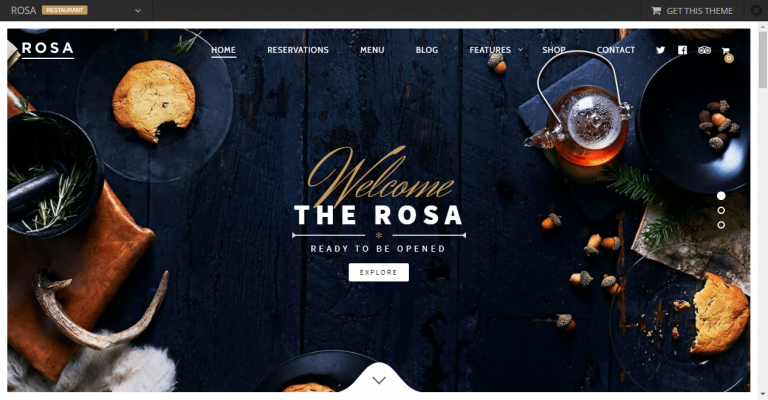 ROSA RESTAURANT GET THIS THEME
ROSA HOME RESERVATIONS MENU BLOG FEATURES SHOP CONTACT
0
Welcome
THE ROSA
READY TO BE OPENED
EXPLORE